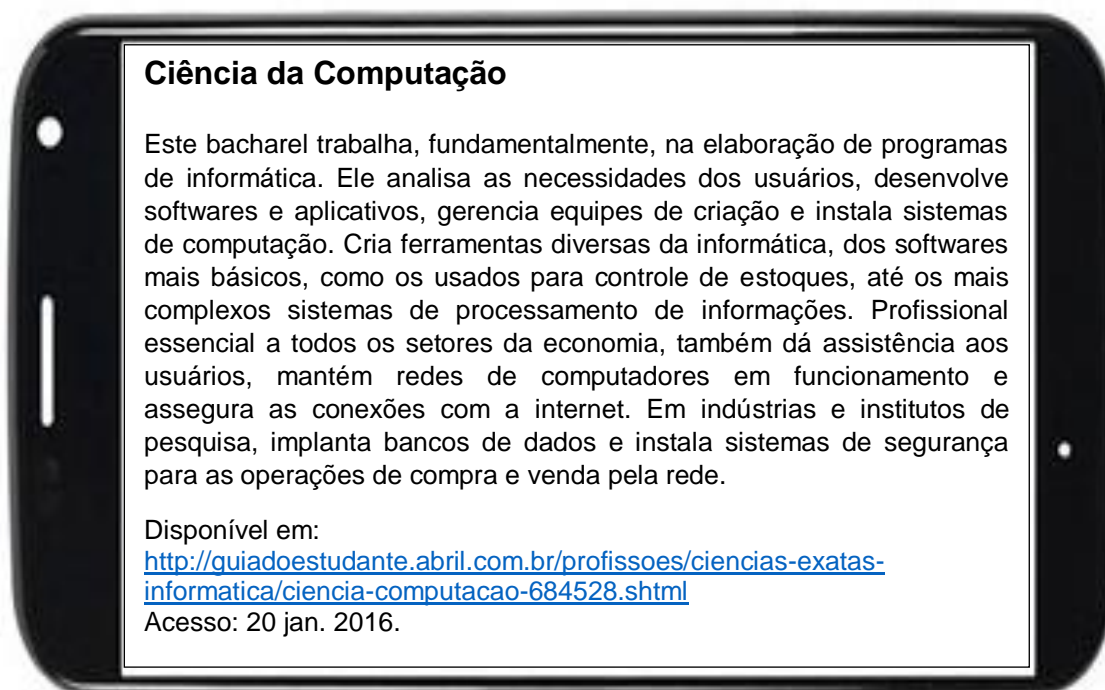 Ciência da Computação
Este bacharel trabalha, fundamentalmente, na elaboração de programas
de informática. Ele analisa as necessidades dos usuários, desenvolve
softwares e aplicativos, gerencia equipes de criação e instala sistemas
de computação. Cria ferramentas diversas da informática, dos softwares
mais básicos, como os usados para controle de estoques, até os mais
complexos sistemas de processamento de informações. Profissional
essencial a todos os setores da economia, também dá assistência aos
usuários, mantém redes de computadores em funcionamento e
assegura as conexões com a internet. Em indústrias e institutos de
pesquisa, implanta bancos de dados e instala sistemas de segurança
para as operações de compra e venda pela rede.
Disponível em:
http://guiadoestudante.abril.com.br/profissoes/ciencias-exatas-
informatica/ciencia-computacao-684528.shtml
Acesso: 20 jan. 2016.